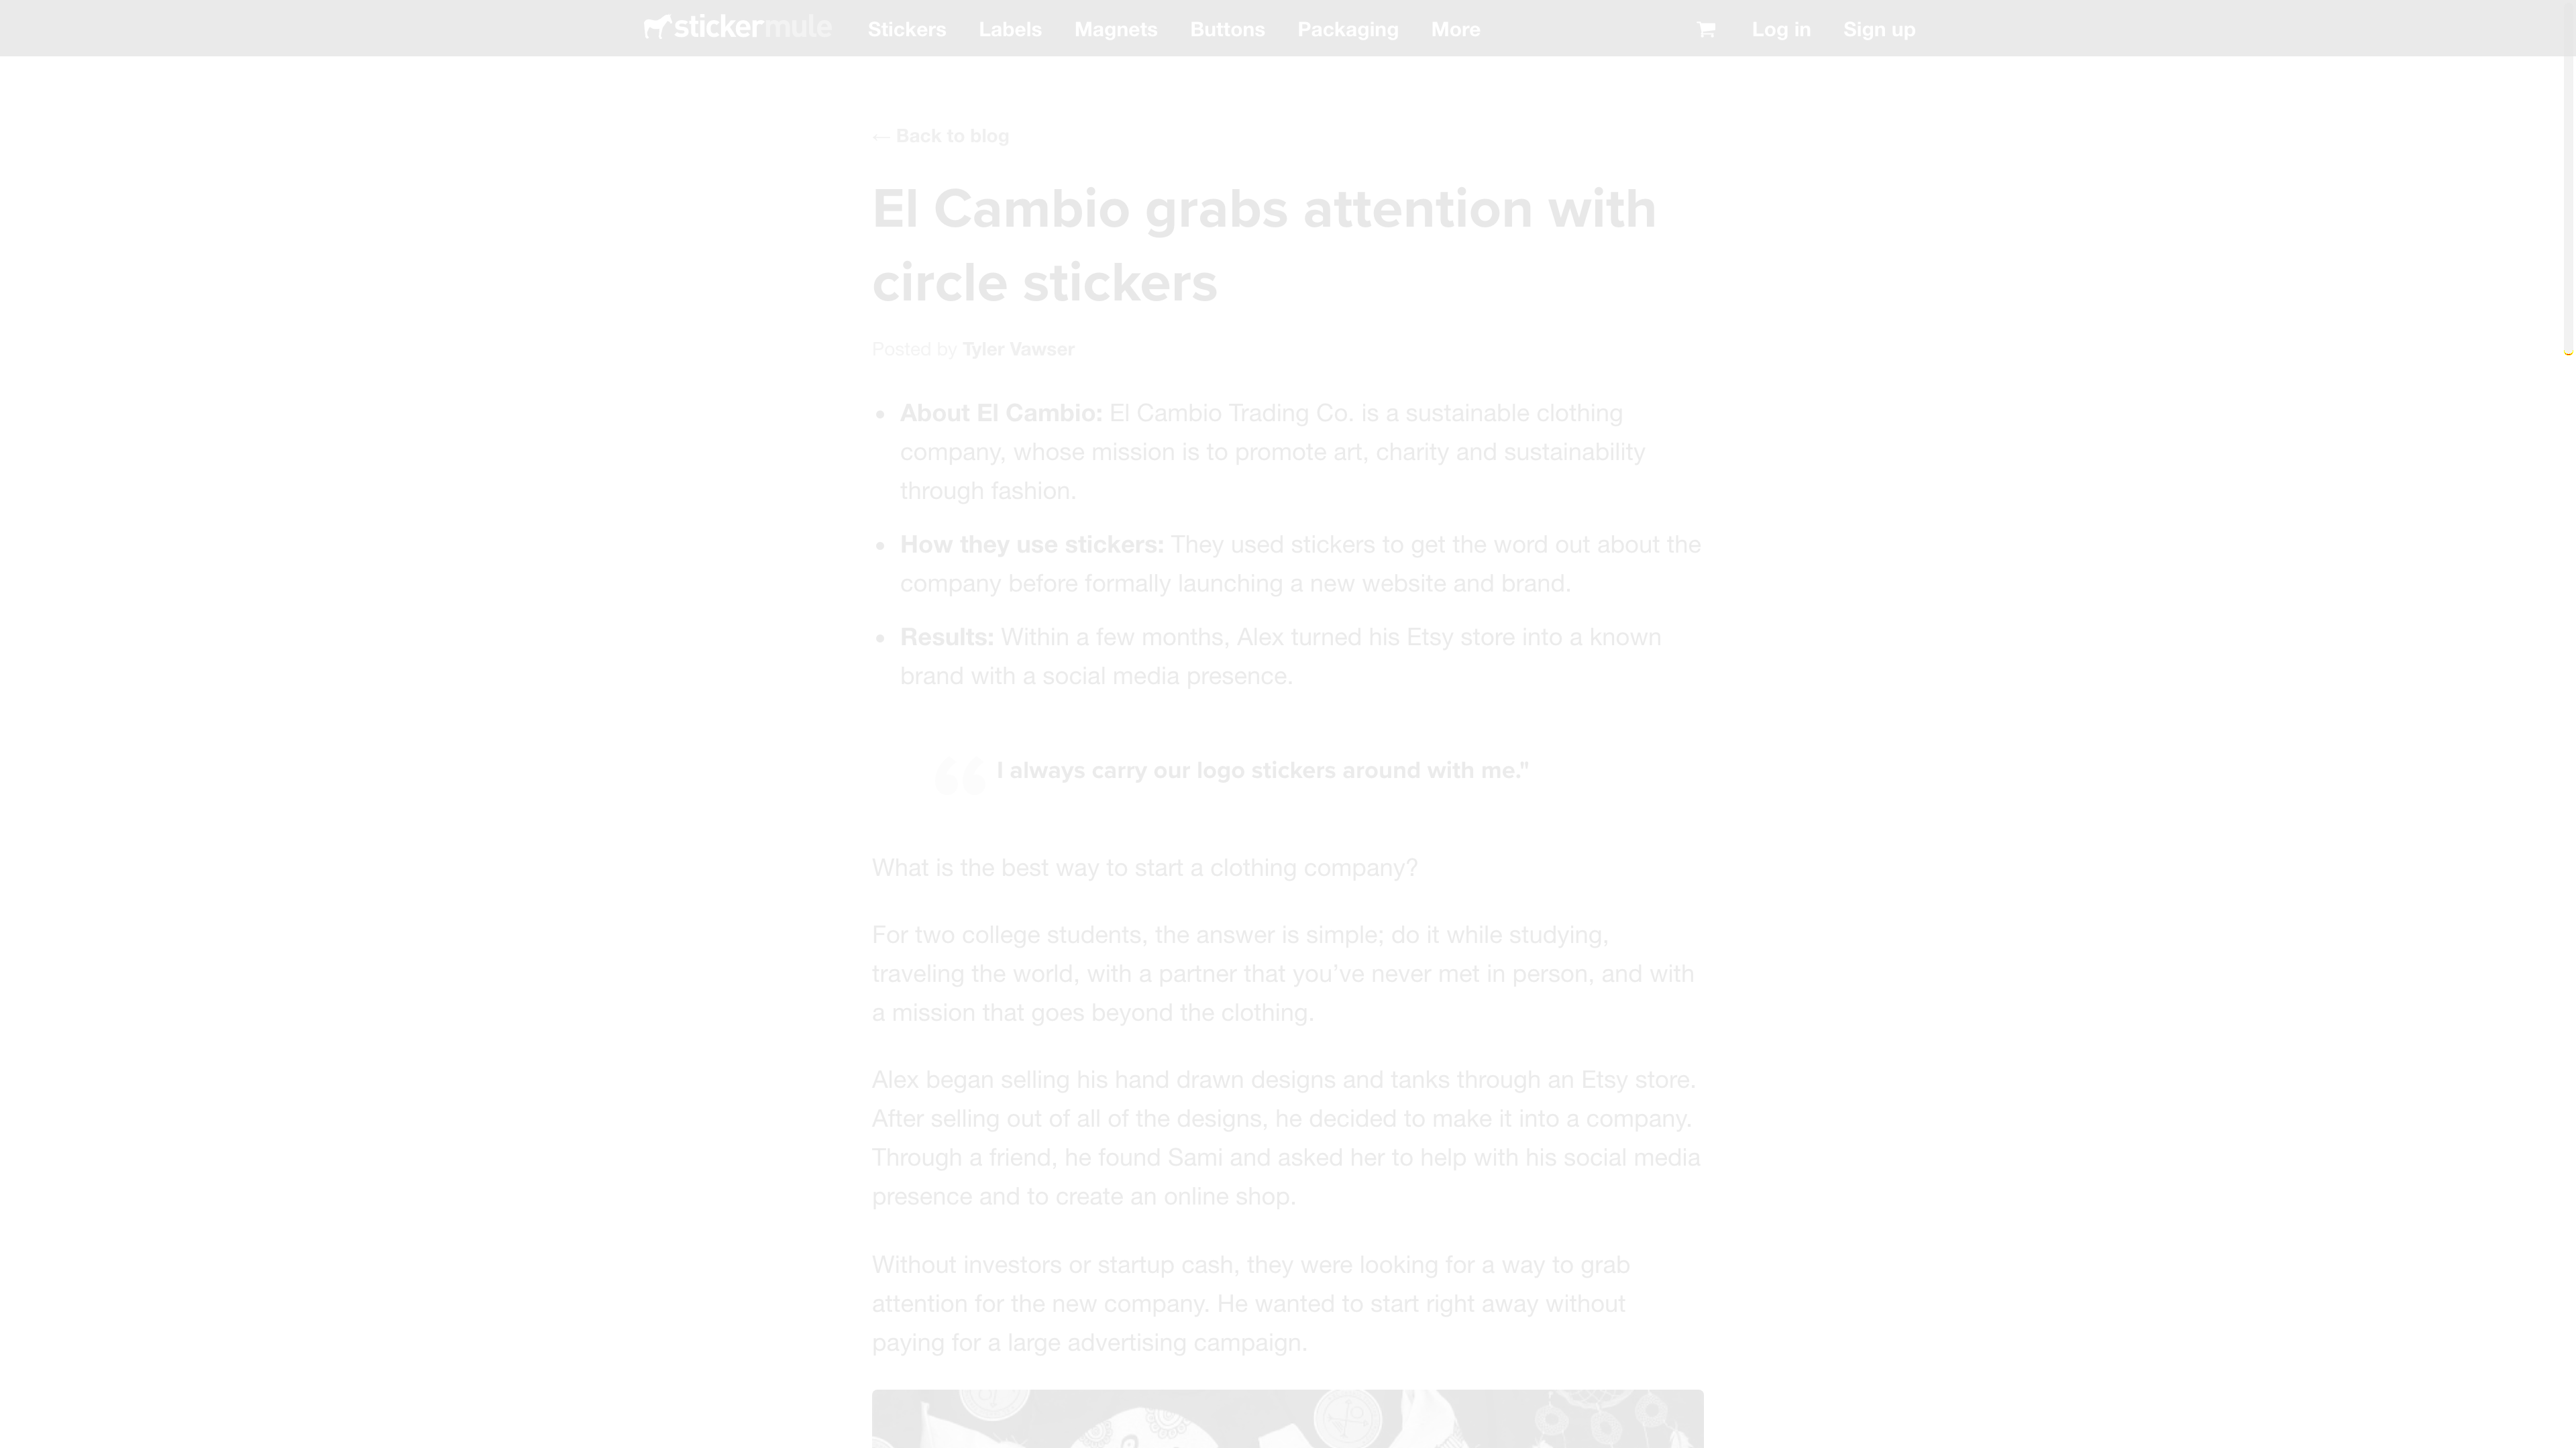 stickermule Stickers Labels Magnets Buttons Packaging More Log in Sign up
← Back to blog
El Cambio grabs attention with
circle stickers
Posted by Tyler Vawser
• About El Cambio: El Cambio Trading Co. is a sustainable clothing
company, whose mission is to promote art, charity and sustainability
through fashion.
• How they use stickers: They used stickers to get the word out about the
company before formally launching a new website and brand.
• Results: Within a few months, Alex turned his Etsy store into a known
brand with a social media presence.
“ I always carry our logo stickers around with me."
What is the best way to start a clothing company?
For two college students, the answer is simple; do it while studying,
traveling the world, with a partner that you’ve never met in person, and with
a mission that goes beyond the clothing.
Alex began selling his hand drawn designs and tanks through an Etsy store.
After selling out of all of the designs, he decided to make it into a company.
Through a friend, he found Sami and asked her to help with his social media
presence and to create an online shop.
Without investors or startup cash, they were looking for a way to grab
attention for the new company. He wanted to start right away without
paying for a large advertising campaign.